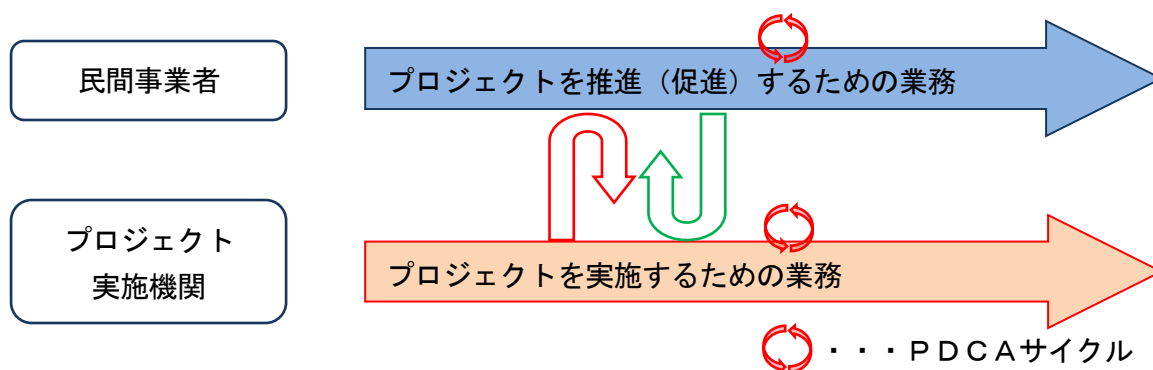 民間事業者
プロジェクトを推進（促進）するための業務
プロジェクト
実施機関
プロジェクトを実施するための業務
・・・ＰＤＣＡサイクル